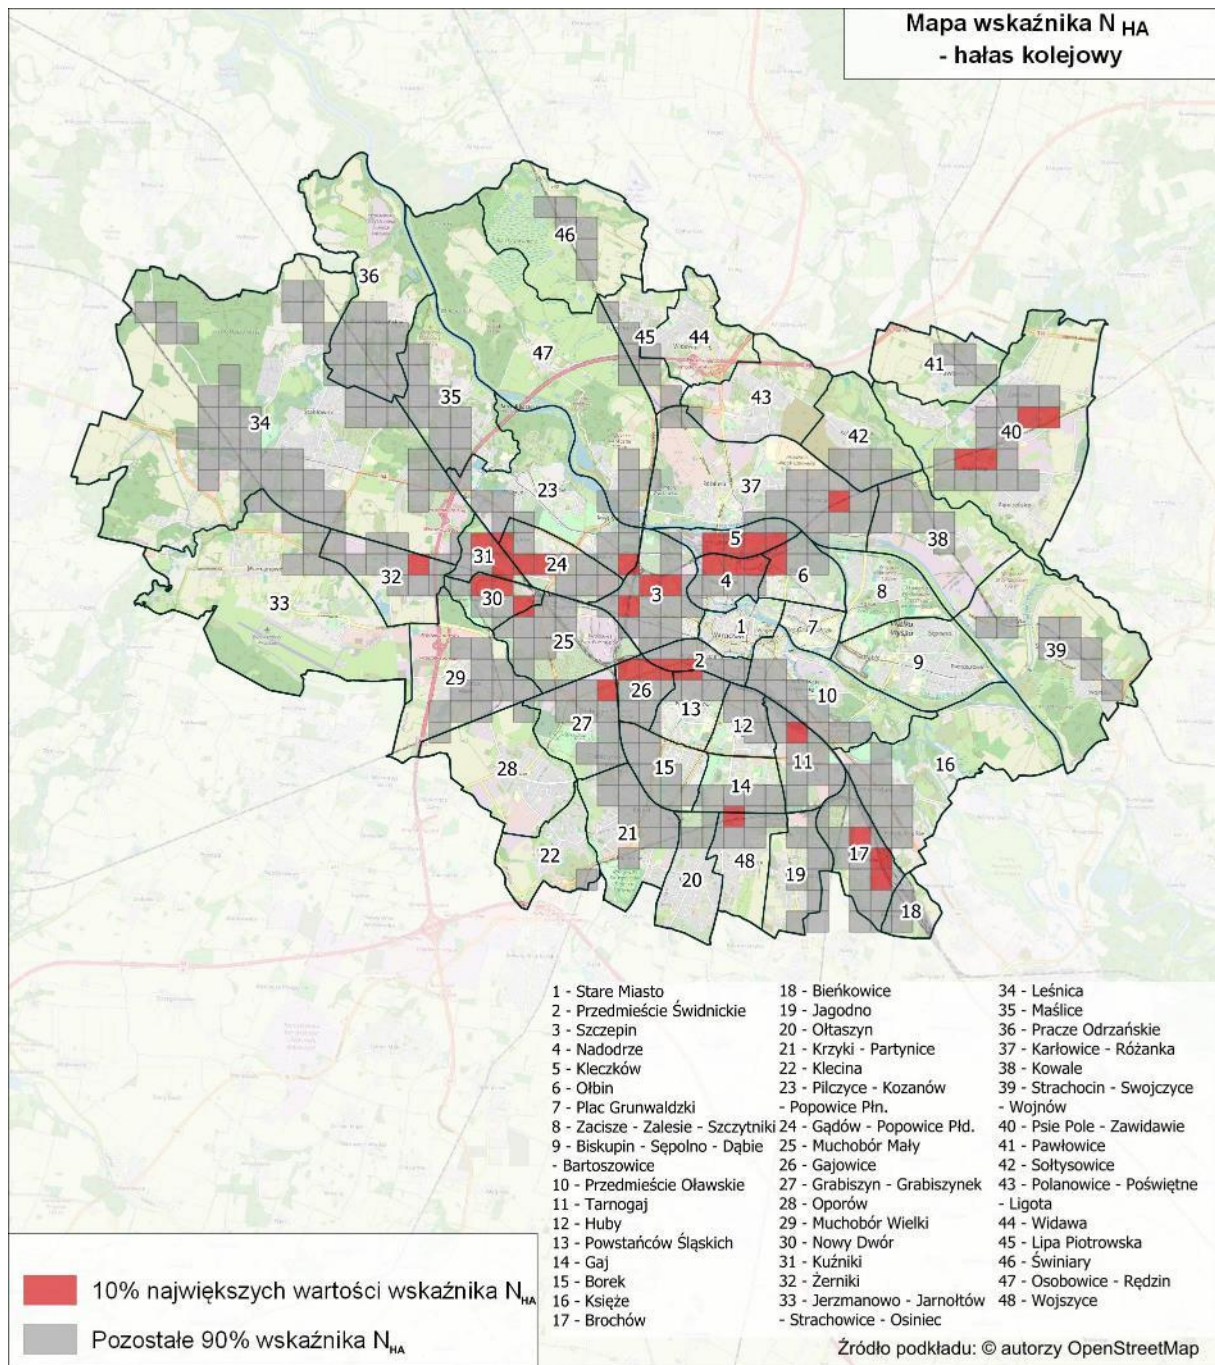 Mapa wskaźnika N HA
- hałas kolejowy
46
36
45
44
47
41
35
43
34
40
42
23
37
38
5
31
24
32
4
6
8
33
30
3
1
7
25
9
39
2
29
26
10
13
27
12
11
16
28
15
14
21
22
48
17
20
19
18
1 - Stare Miasto
2 - Przedmieście Świdnickie
3 - Szczepin
4 - Nadodrze
5 - Kleczków
6 - Ołbin
7 - Plac Grunwaldzki
8 - Zacisze - Zalesie - Szczytniki
9 - Biskupin - Sępolno - Dąbie
- Bartoszowice
10 - Przedmieście Oławskie
11 - Tarnogaj
12 - Huby
13 - Powstańców Śląskich
14 - Gaj
15 - Borek
16 - Księże
17 - Brochów
18 - Bieńkowice
19 - Jagodno
20 - Ołtaszyn
21 - Krzyki - Partynice
22 - Klecina
23 - Pilczyce - Kozanów
- Popowice Płn.
24 - Gądów - Popowice Płd.
25 - Muchobór Mały
26 - Gajowice
27 - Grabiszyn - Grabiszynek
28 - Oporów
29 - Muchobór Wielki
30 - Nowy Dwór
31 - Kuźniki
32 - Żerniki
33 - Jerzmanowo - Jarnołtów
- Strachowice - Osiniec
34 - Leśnica
35 - Maślice
36 - Pracze Odrzańskie
37 - Karłowice - Różanka
38 - Kowale
39 - Strachocin - Swojczyce
- Wojnów
40 - Psie Pole - Zawidawie
41 - Pawłowice
42 - Sołtysowice
43 - Polanowice - Poświętne
- Ligota
44 - Widawa
45 - Lipa Piotrowska
46 - Świniary
47 - Osobowice - Rędzin
48 - Wojszyce
10% największych wartości wskaźnika N HA
Pozostałe 90% wskaźnika N HA
Źródło podkładu: © autorzy OpenStreetMap